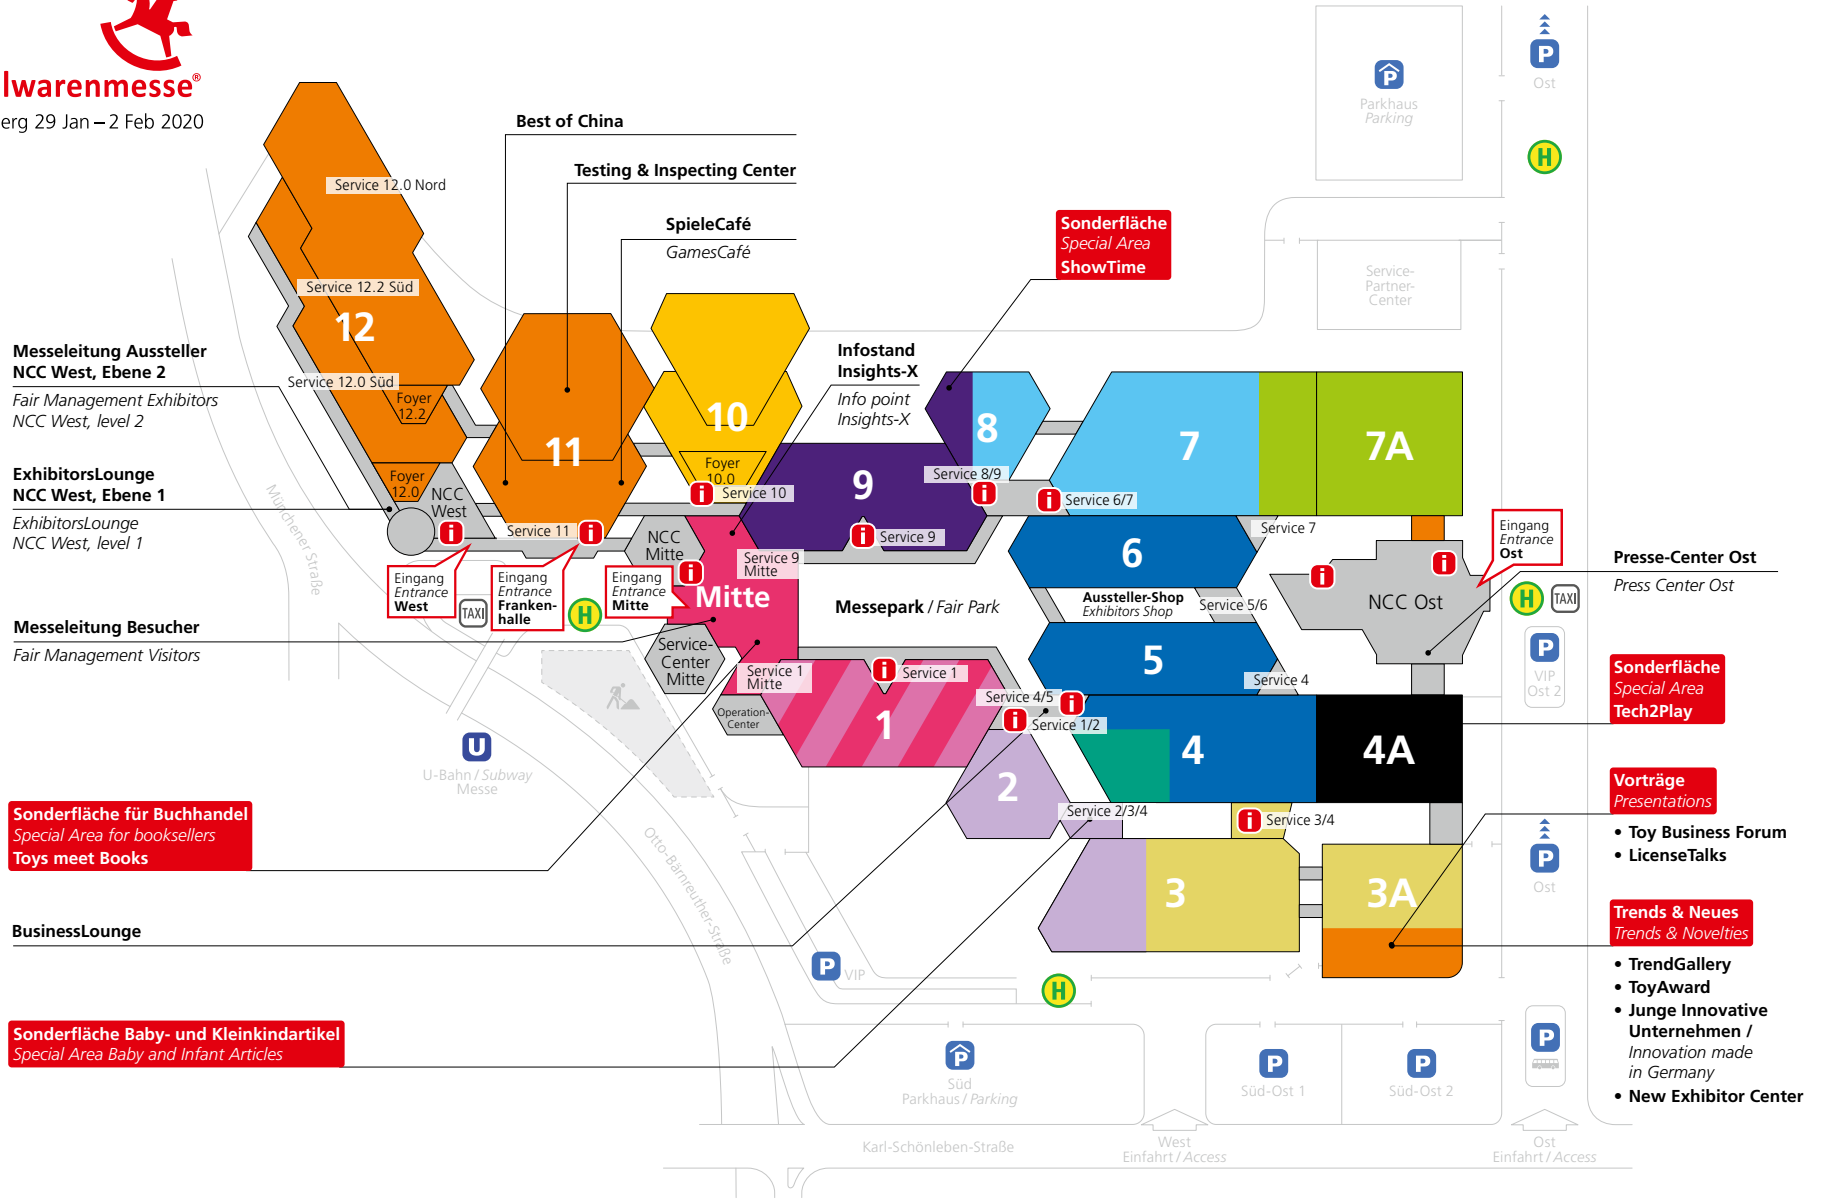 lwarenmesse®
erg 29 Jan – 2 Feb 2020
Best of China
Testing & Inspecting Center
SpieleCafé
GamesCafé
Sonderfläche
Special Area
ShowTime
Infostand
Insights-X
Info point
Insights-X
Messeleitung Aussteller
NCC West, Ebene 2
Fair Management Exhibitors
NCC West, level 2
ExhibitorsLounge
NCC West, Ebene 1
ExhibitorsLounge
NCC West, level 1
Messeleitung Besucher
Fair Management Visitors
Sonderfläche für Buchhandel
Special Area for booksellers
Toys meet Books
BusinessLounge
Sonderfläche Baby- und Kleinkindartikel
Special Area Baby and Infant Articles
Service 12.0 Nord
Service 12.2 Süd
12
Service 12.0 Süd
Foyer
12.2
Foyer
12.0
NCC
West
i
11
Service 11
i
10
Foyer
10.0
i
Service 10
9
i
Service 9
8
Service 8/9
i
i
Service 6/7
7
7A
Service 7
6
Aussteller-Shop
Exhibitors Shop
Service 5/6
5
Service 4
NCC
Mitte
i
Service 9
Mitte
Mitte
Messepark / Fair Park
Service-
Center
Mitte
Service 1
Mitte
i
Service 1
Operation-
Center
1
Service 4/5
i
i
Service 1/2
2
4
4A
Service 2/3/4
i
Service 3/4
3
3A
NCC Ost
i
i
Eingang
Entrance
West
Eingang
Entrance
Franken-
halle
Eingang
Entrance
Mitte
Eingang
Entrance
Ost
TAXI
H
U
U-Bahn / Subway
Messe
Münchener Straße
Otto-Bärnreuther-Straße
P
VIP
H
P
Süd
Parkhaus / Parking
P
Süd-Ost 1
P
Süd-Ost 2
Karl-Schönleben-Straße
West
Einfahrt / Access
Ost
Einfahrt / Access
P
Parkhaus
Parking
P
Ost
H
Service-
Partner-
Center
H
TAXI
P
VIP
Ost 2
P
Ost
P
Presse-Center Ost
Press Center Ost
Sonderfläche
Special Area
Tech2Play
Vorträge
Presentations
• Toy Business Forum
• LicenseTalks
Trends & Neues
Trends & Novelties
• TrendGallery
• ToyAward
• Junge Innovative
Unternehmen /
Innovation made
in Germany
• New Exhibitor Center